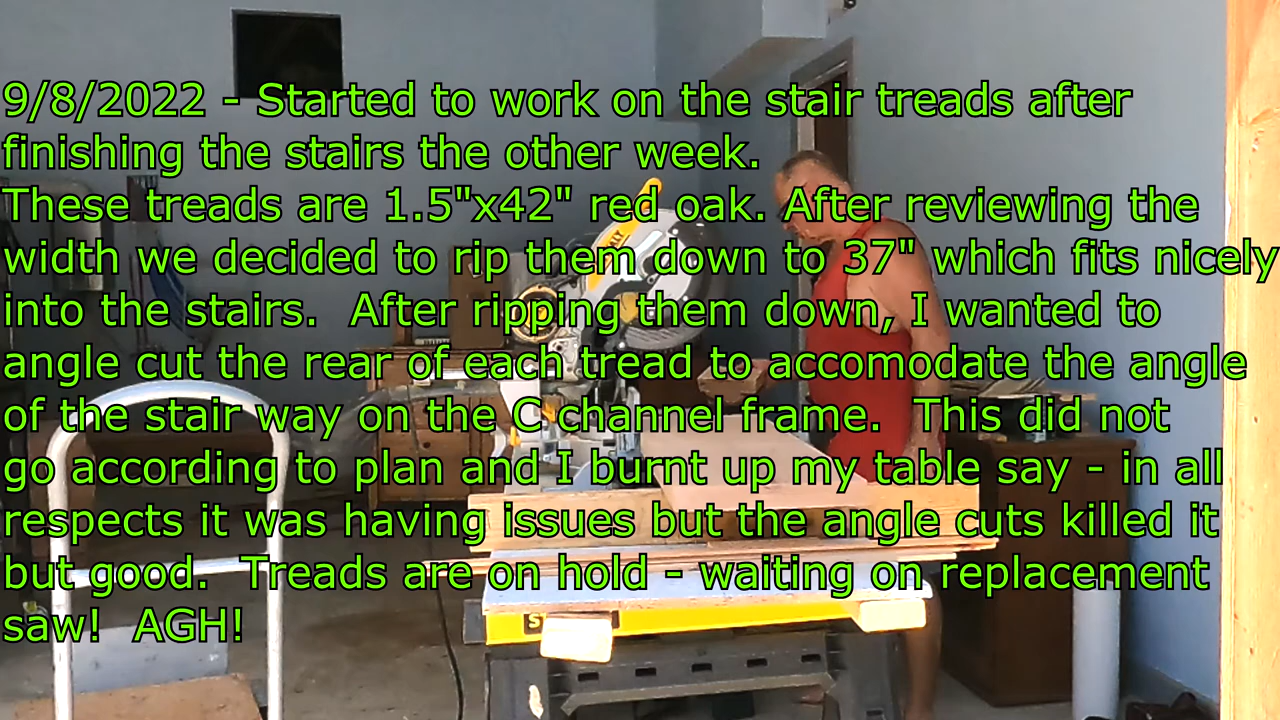 9/8/2022 - Started to work on the stair treads after
finishing the stairs the other week.
These treads are 1.5"x42" red oak. After reviewing the
width we decided to rip them down to 37" which fits nicely
into the stairs.  After ripping them down, I wanted to
angle cut the rear of each tread to accomodate the angle
of the stair way on the C channel frame.  This did not
go according to plan and I burnt up my table say - in all
respects it was having issues but the angle cuts killed it
but good.  Treads are on hold - waiting on replacement
saw!  AGH!